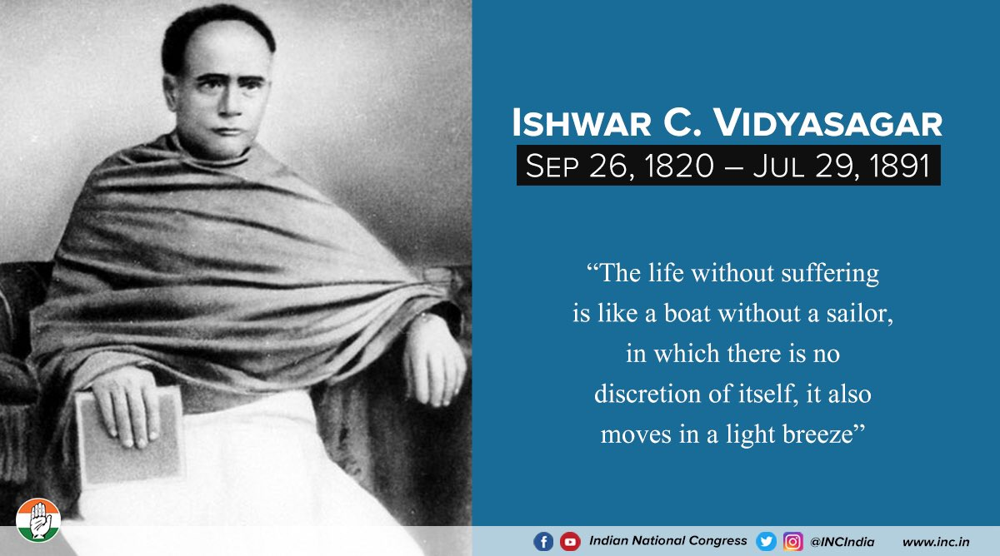 ISHWAR C. VIDYASAGAR
SEP 26, 1820 – JUL 29, 1891
“The life without suffering
is like a boat without a sailor,
in which there is no
discretion of itself, it also
moves in a light breeze”
Indian National Congress @INCIndia www.inc.in